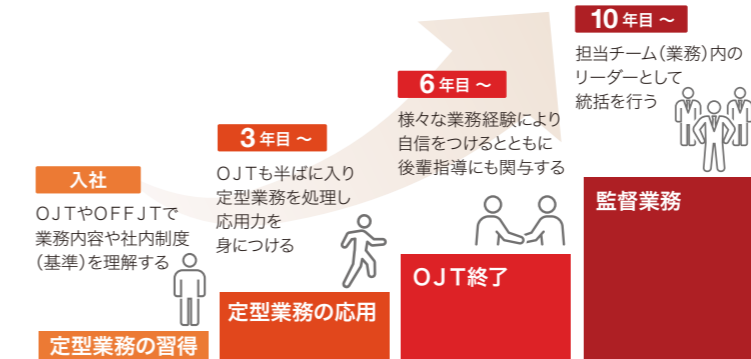 入社
OJTやOFFJTで
業務内容や社内制度
(基準)を理解する
定型業務の習得
3年目～
OJTも半ばに入り
定型業務を処理し
応用力を
身につける
定型業務の応用
6年目～
様々な業務経験により
自信をつけるとともに
後輩指導にも関与する
OJT終了
10年目～
担当チーム(業務)内の
リーダーとして
統括を行う
監督業務